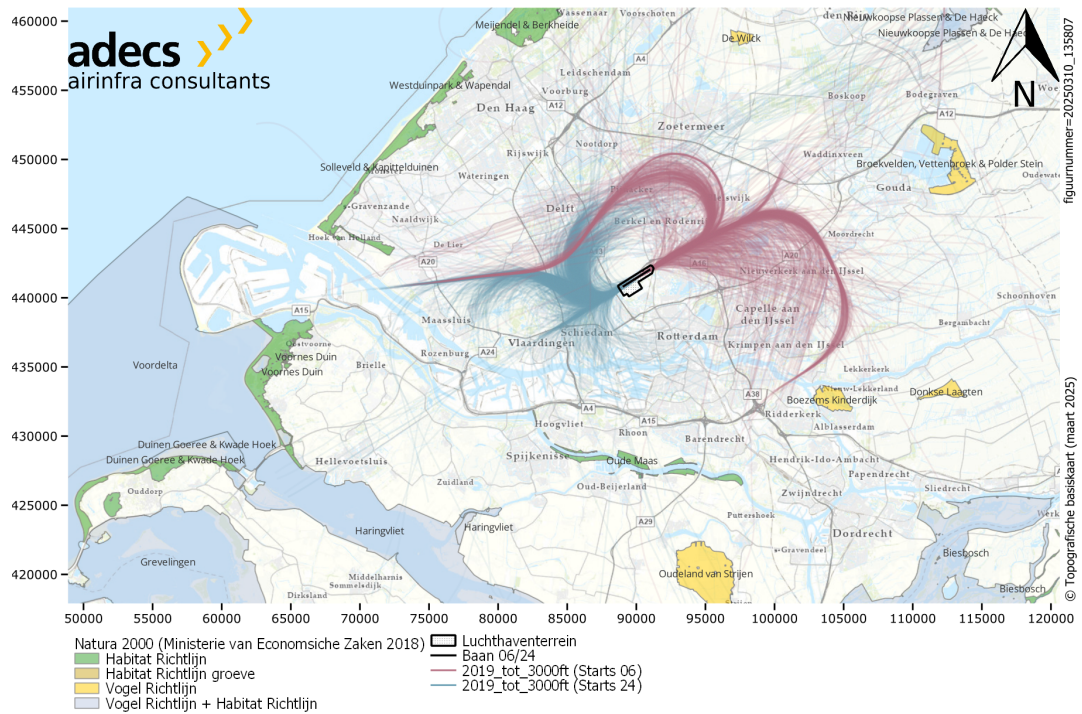 460000
455000
450000
445000
440000
435000
430000
425000
420000
adecs
airinfra consultants
Wassenaar
Voorschoten
Meijendel & Berkheide
De Wilck
Nieuwkoopse Plassen & De Haeck
Nieuwkoopse Plassen & De Haeck
N
figuurnummer=20250310_135807
A4
Leidschendam
Westduinpark & Wapendal
Voorburg
Den Haag
A12
Boskoop
Bodegraven
A12
Zoetermeer
Nootdorp
Rijswijk
Waddinxveen
Broekvelden, Vettenbroek & Polder Stein
Solleveld & Kapittelduinen
Monster
Wateringen
Gouda
's-Gravenzande
Delft
Naaldwijk
Berkel en Rodenrijs
Hoek van Holland
De Lier
Moordrecht
A20
A20
Nieuwerkerk aan den IJssel
Schoonhoven
A15
Maassluis
Capelle aan
den IJssel
Bergambacht
Schiedam
Vlaardingen
Rotterdam
Krimpen aan den IJssel
Oostvoorne
Voornes Duin
Voornes Duin
Rozenburg
A24
Brielle
Voordelta
Lekkerkerk
Nieuw-Lekkerland
Donkse Laagten
A38
Boezems Kinderdijk
Ridderkerk
A4
A15
Hoogvliet
Rhoon
Barendrecht
Alblasserdam
Duinen Goeree & Kwade Hoek
Duinen Goeree & Kwade Hoek
Hellevoetsluis
Spijkenisse
Oude Maas
Hendrik-Ido-Ambacht
Papendrecht
Zuidland
Oud-Beijerland
Zwijndrecht
Sliedrecht
Ouddorp
Haringvliet
Haringvliet
A29
Puttershoek
Dordrecht
Grevelingen
's-Gravendeel
Biesbosch
Middelharnis
Sommelsdijk
Oudeland van Strijen
Dirksland
Biesbosch
© Topografische basiskaart (maart 2025)
50000 55000 60000 65000 70000 75000 80000 85000 90000 95000 100000 105000 110000 115000 120000
Natura 2000 (Ministerie van Economsiche Zaken 2018)
Habitat Richtlijn
Habitat Richtlijn groeve
Vogel Richtlijn
Vogel Richtlijn + Habitat Richtlijn
Luchthaventerrein
Baan 06/24
2019_tot_3000ft (Starts 06)
2019_tot_3000ft (Starts 24)